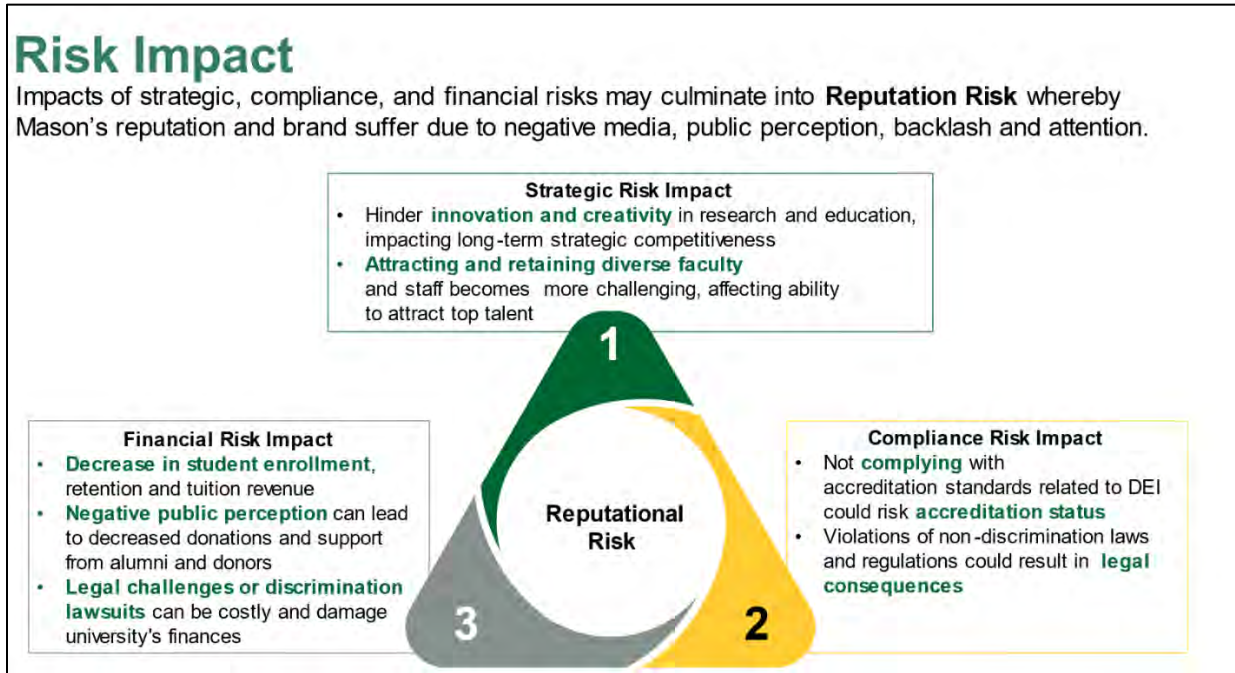 Risk Impact
Impacts of strategic, compliance, and financial risks may culminate into Reputation Risk whereby
Mason's reputation and brand suffer due to negative media, public perception, backlash and attention.
Strategic Risk Impact
• Hinder innovation and creativity in research and education,
impacting long-term strategic competitiveness
• Attracting and retaining diverse faculty
and staff becomes more challenging, affecting ability
to attract top talent
1
Financial Risk Impact
• Decrease in student enrollment,
retention and tuition revenue
• Negative public perception can lead
to decreased donations and support
from alumni and donors
• Legal challenges or discrimination
lawsuits can be costly and damage
university's finances
Reputational
Risk
Compliance Risk Impact
• Not complying with
accreditation standards related to DEI
could risk accreditation status
• Violations of non-discrimination laws
and regulations could result in legal
consequences
3
2